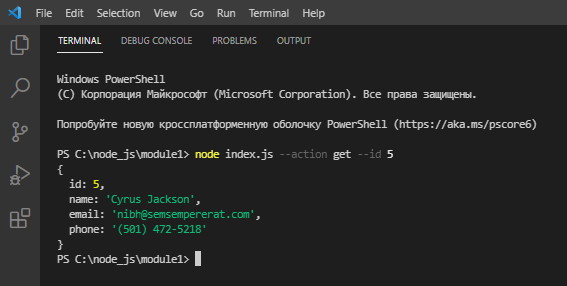 File Edit Selection View Go Run Terminal Help
TERMINAL DEBUG CONSOLE PROBLEMS OUTPUT
Windows PowerShell
(C) Корпорация Майкрософт (Microsoft Corporation). Все права защищены.
Попробуйте новую кроссплатформенную оболочку PowerShell (https://aka.ms/pscore6)
PS C:\node_js\module1> node index.js --action get --id 5
{
  id: 5,
  name: 'Cyrus Jackson',
  email: 'nibh@semsempererat.com',
  phone: '(501) 472-5218'
}
PS C:\node_js\module1>